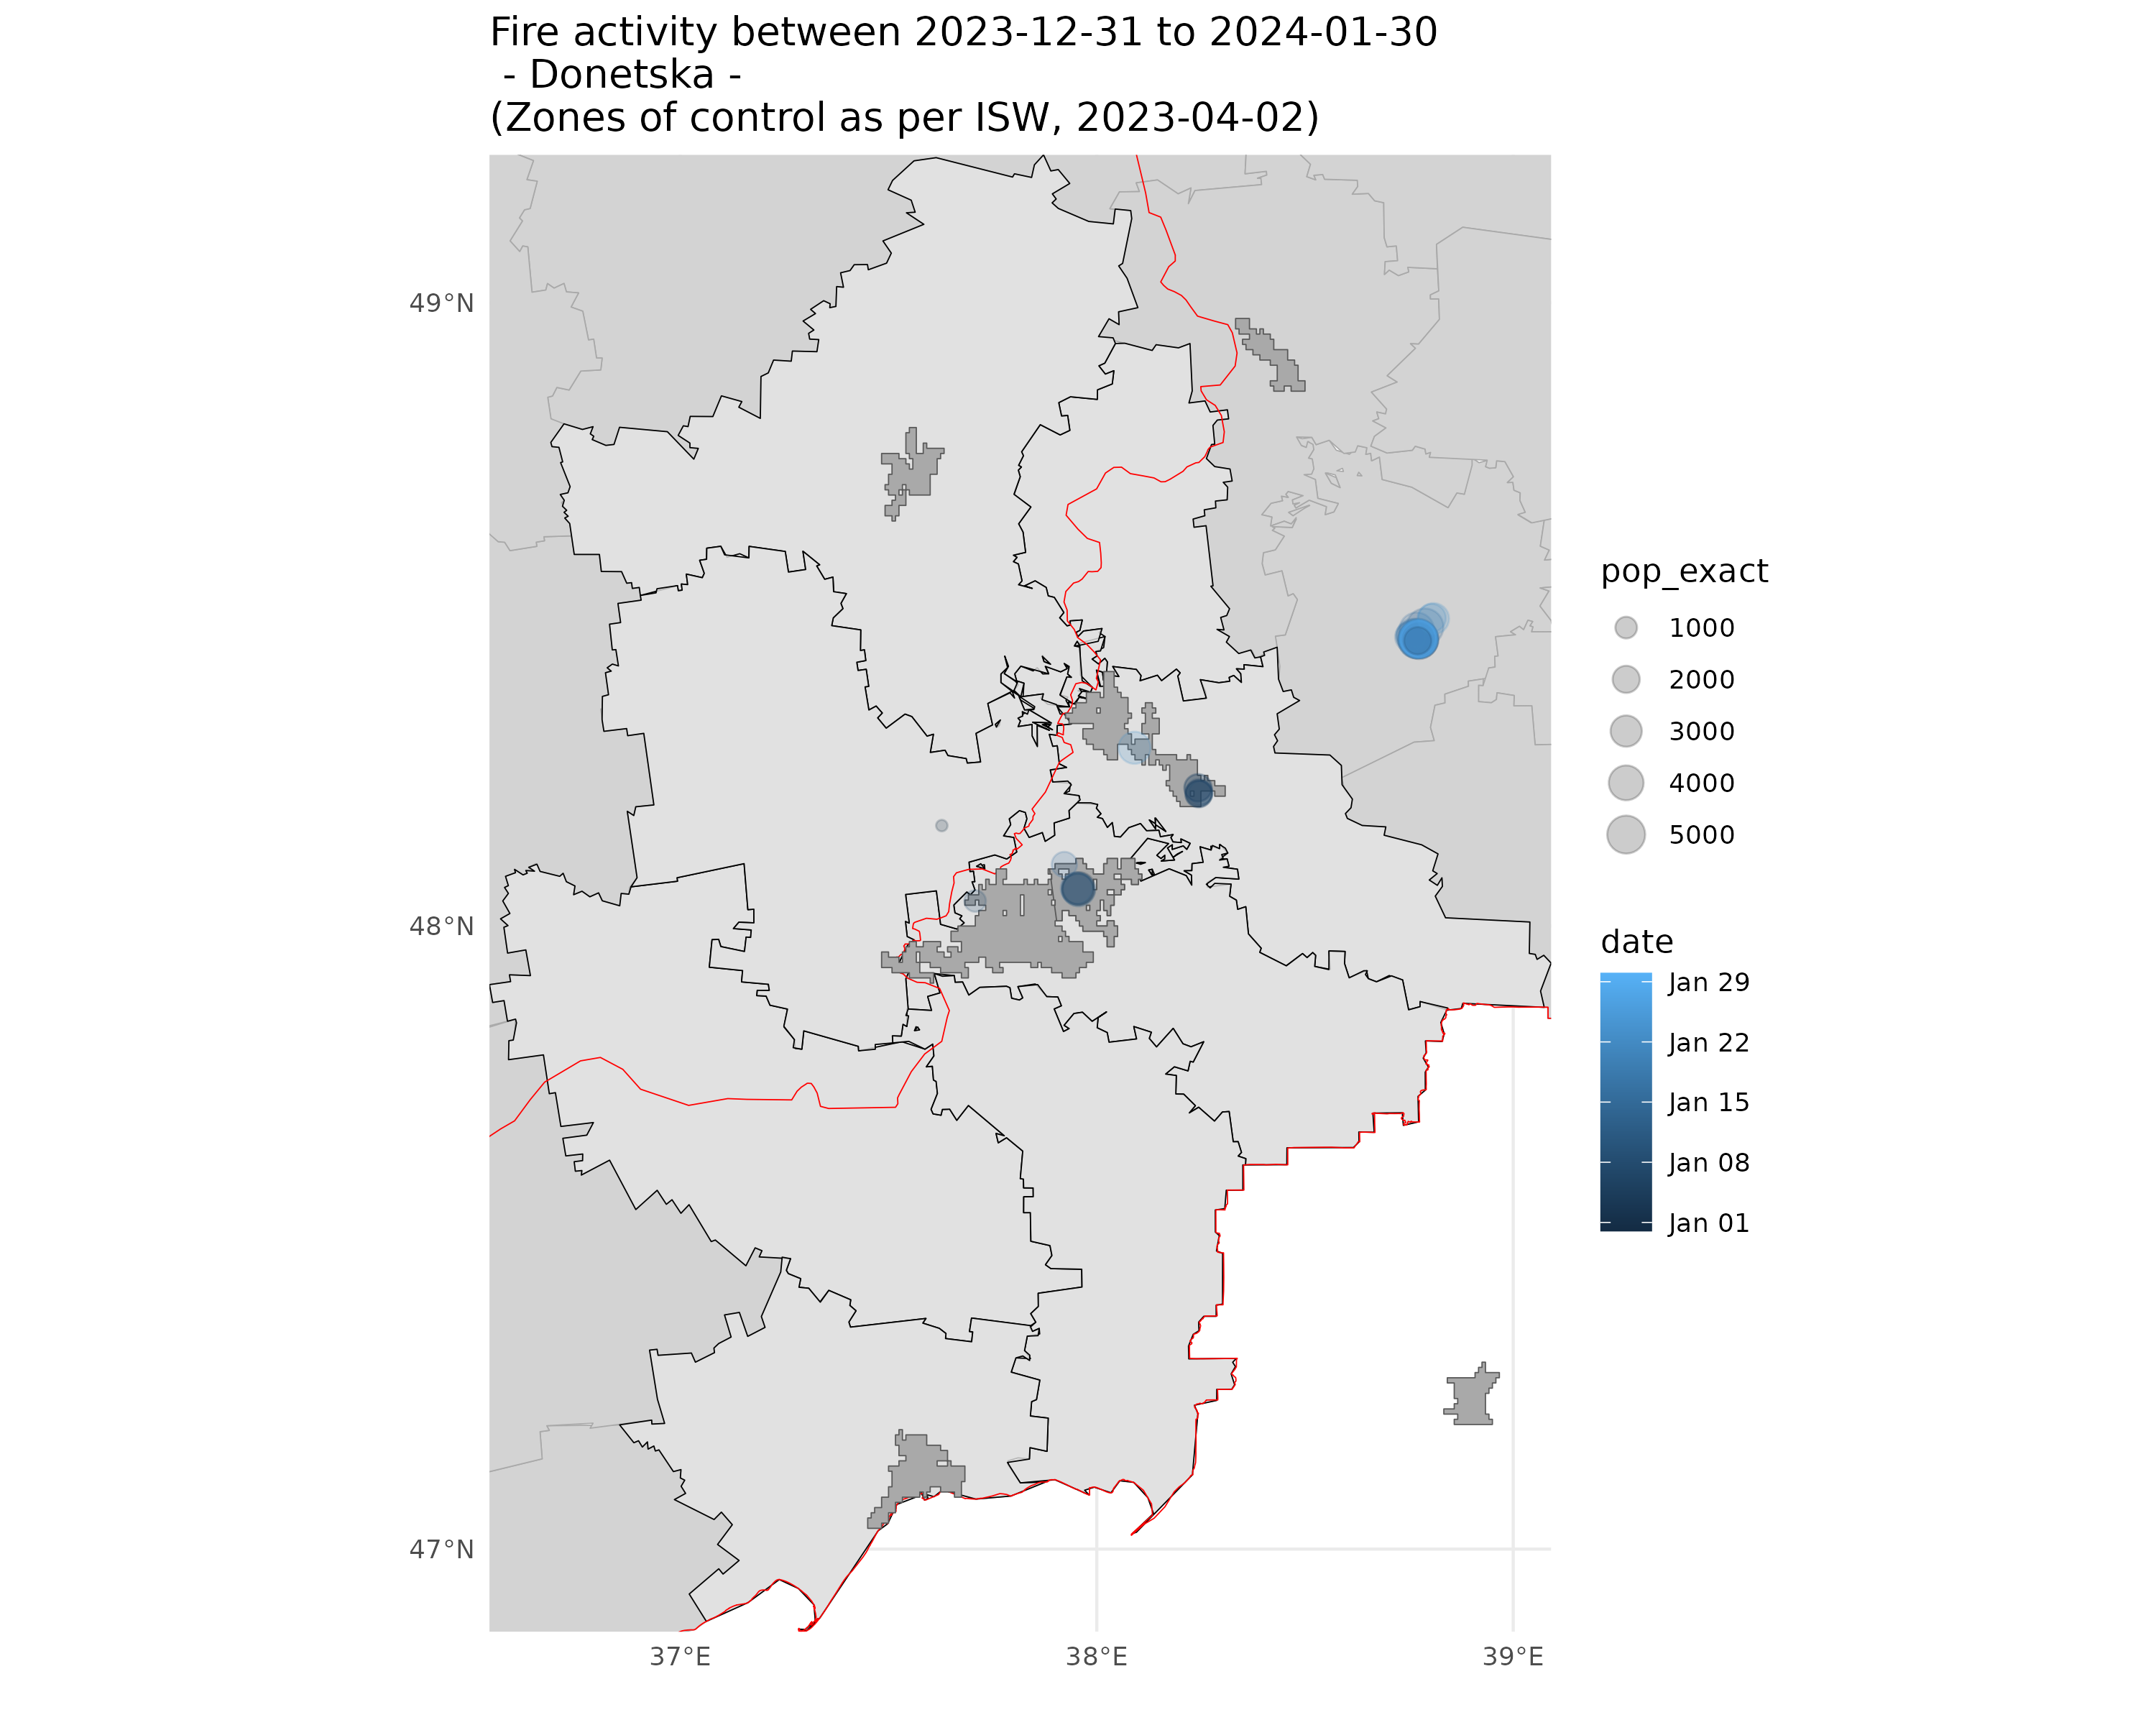 Fire activity between 2023-12-31 to 2024-01-30
- Donetska -
(Zones of control as per ISW, 2023-04-02)
49°N
48°N
47°N
37°E
38°E
39°E
pop_exact
1000
2000
3000
4000
5000
date
Jan 29
Jan 22
Jan 15
Jan 08
Jan 01